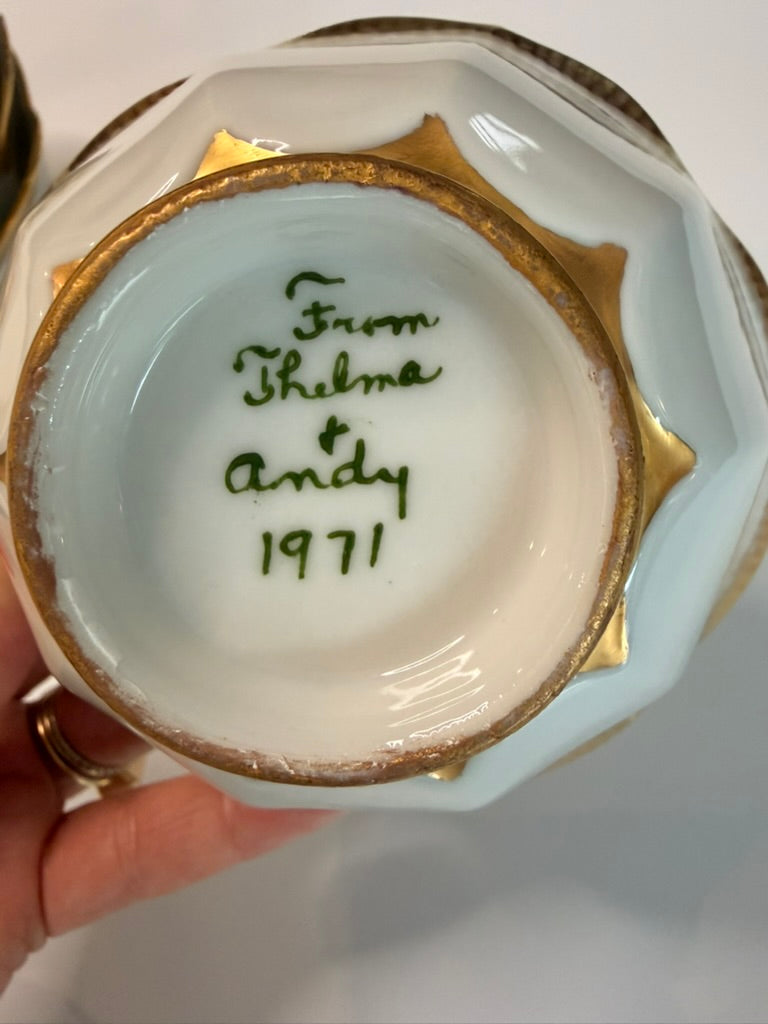 From
Thelma
&
Andy
1971